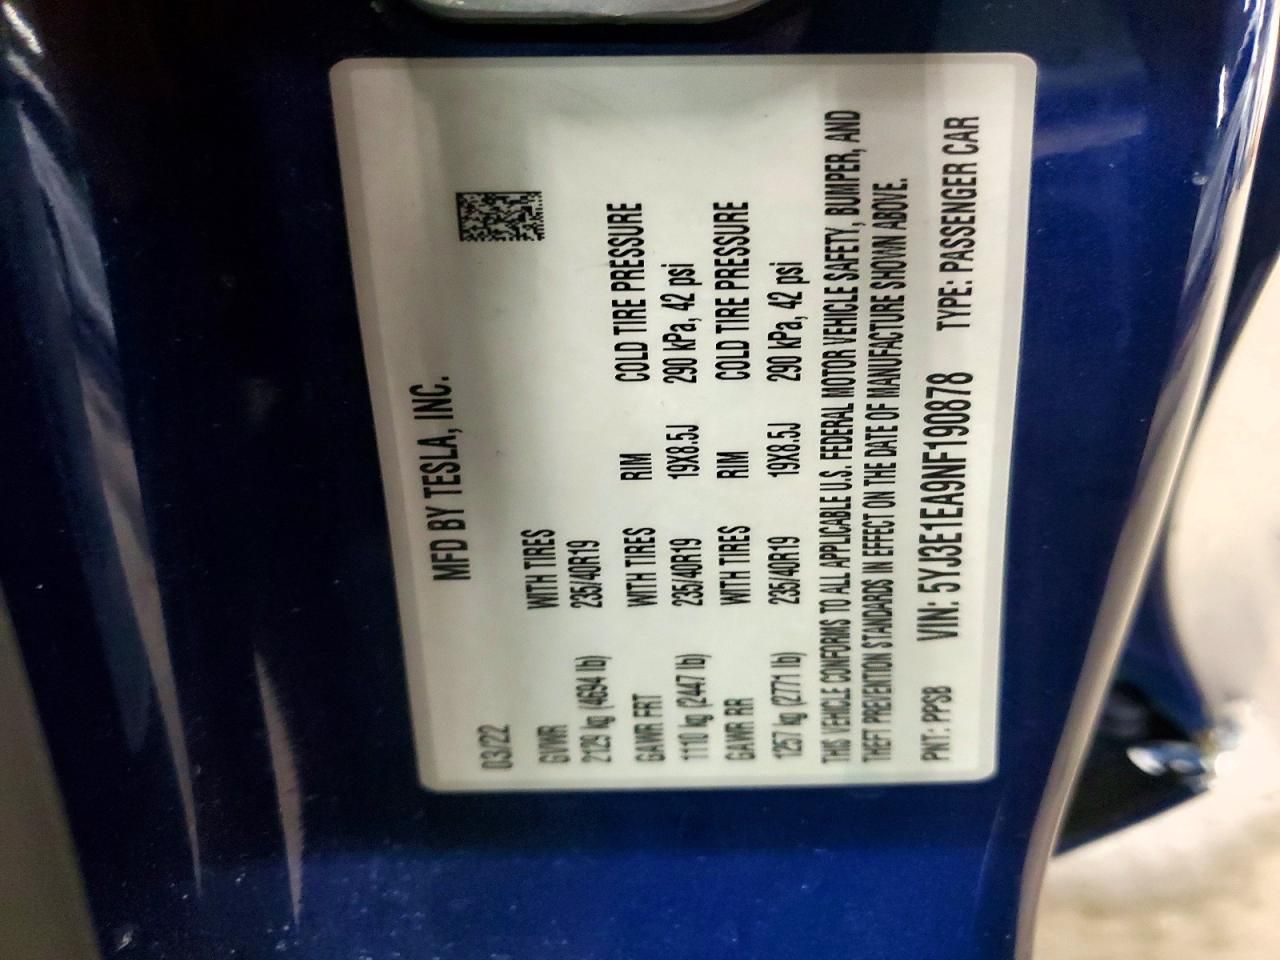 MFD BY TESLA, INC.
03/22
GVWR WITH TIRES
2129 kg (4694 lb) 235/40R19
GAWR FRT WITH TIRES RIM COLD TIRE PRESSURE
1110 kg (2447 lb) 235/40R19 19X8.5J 290 kPa, 42 psi
GAWR RR WITH TIRES RIM COLD TIRE PRESSURE
1257 kg (2771 lb) 235/40R19 19X8.5J 290 kPa, 42 psi
THIS VEHICLE CONFORMS TO ALL APPLICABLE U.S. FEDERAL MOTOR VEHICLE SAFETY, BUMPER, AND
THEFT PREVENTION STANDARDS IN EFFECT ON THE DATE OF MANUFACTURE SHOWN ABOVE.
PNT: PPSB VIN: 5YJ3E1EA9NF190878 TYPE: PASSENGER CAR